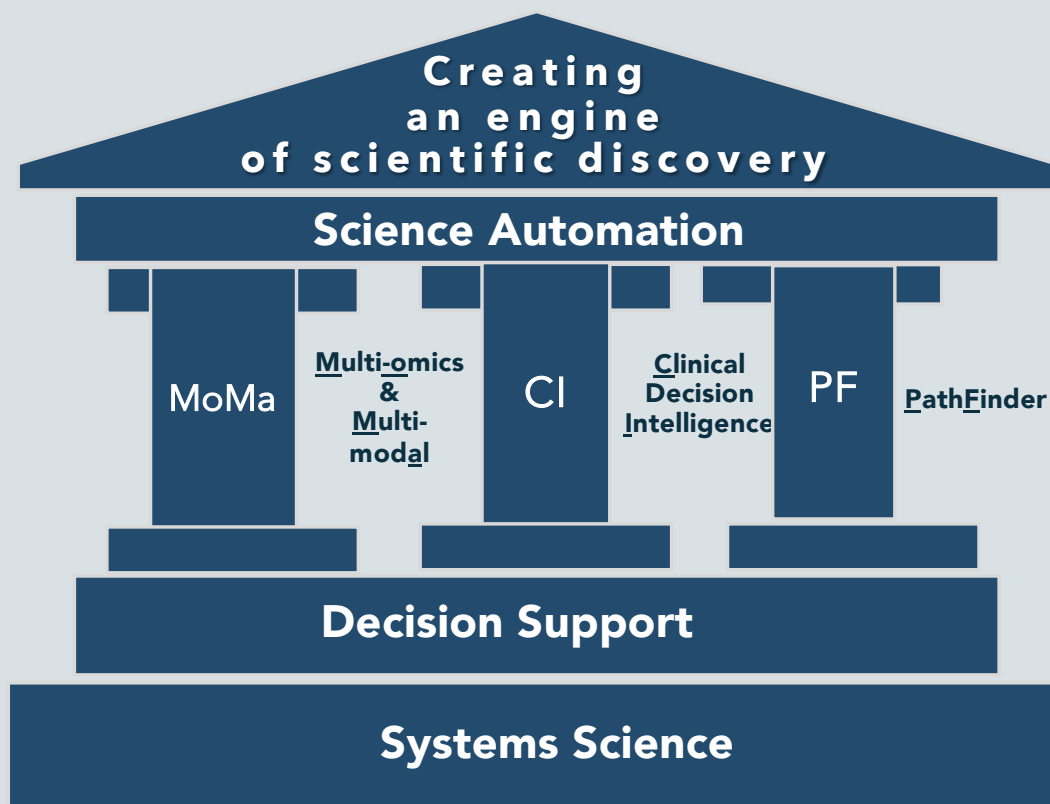 Creating
an engine
of scientific discovery
Science Automation
MoMa
Multi-omics
&
Multi-
modal
CI
Clinical
Decision
Intelligence
PF
PathFinder
Decision Support
Systems Science